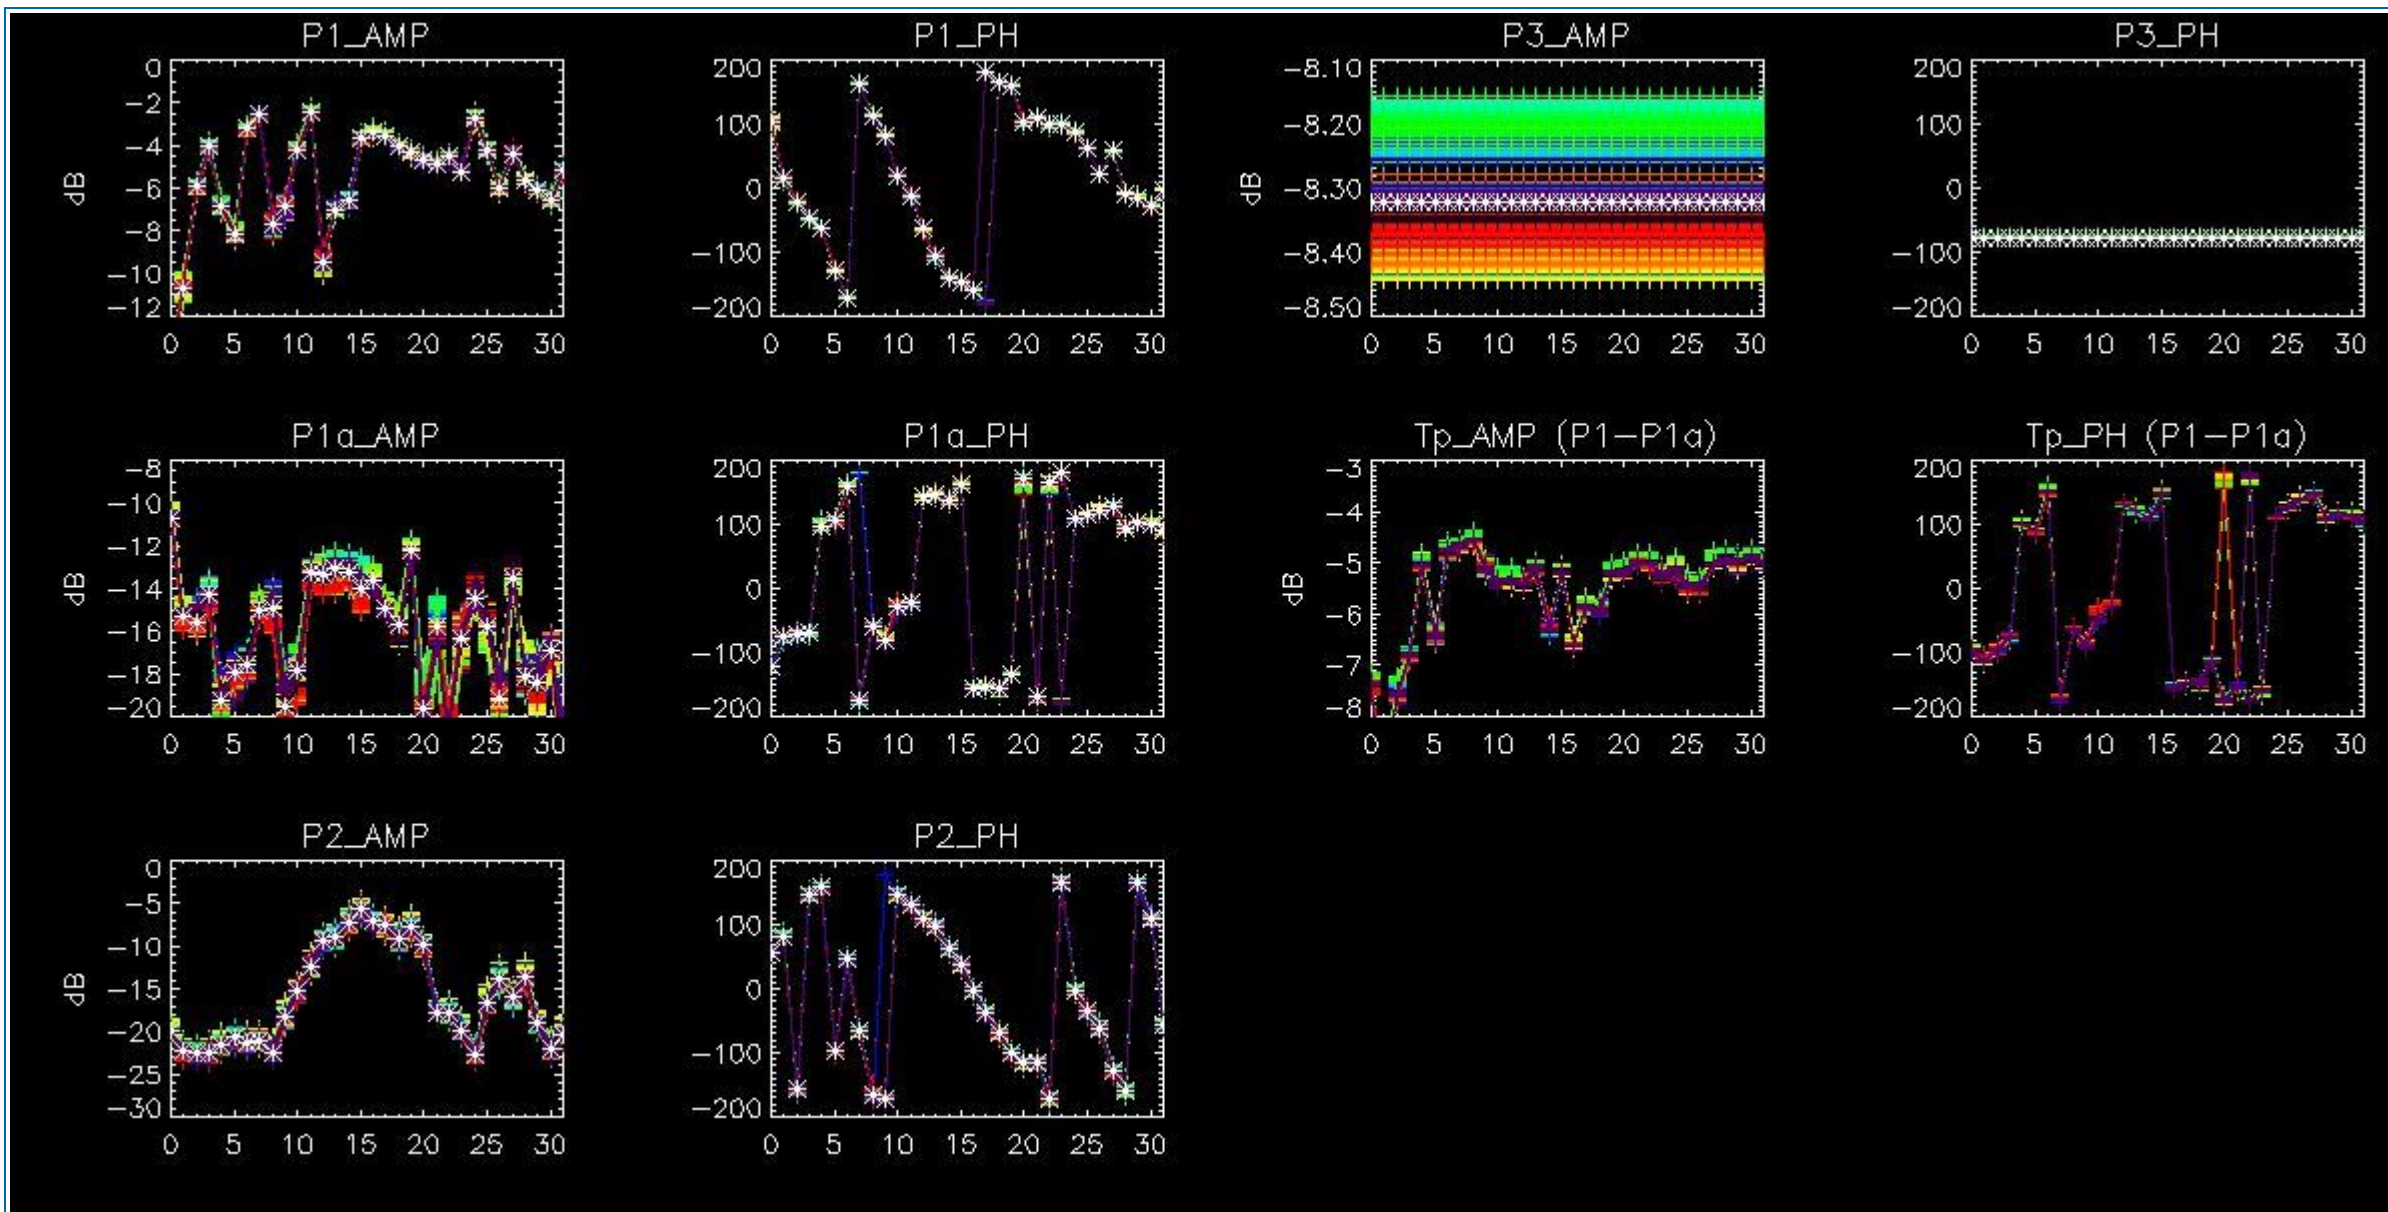 P1_AMP P1_PH P3_AMP P3_PH
0 200 -8.10 200
-2
100 -8.20 100
-4
dB -6 0 dB -8.30 0
-8
-100 -8.40 -100
-10
-12 -200 -8.50 -200
0 5 10 15 20 25 30 0 5 10 15 20 25 30 0 5 10 15 20 25 30 0 5 10 15 20 25 30
P1a_AMP P1a_PH Tp_AMP (P1-P1a) Tp_PH (P1-P1a)
-8 200 -3 200
-10
100 -4 100
-12
dB -14 0 dB -5 0
-6
-16
-100 -7 -100
-18
-20 -200 -8 -200
0 5 10 15 20 25 30 0 5 10 15 20 25 30 0 5 10 15 20 25 30 0 5 10 15 20 25 30
P2_AMP P2_PH
0 200
-5
100
-10
dB -15 0
-20
-100
-25
-30 -200
0 5 10 15 20 25 30 0 5 10 15 20 25 30